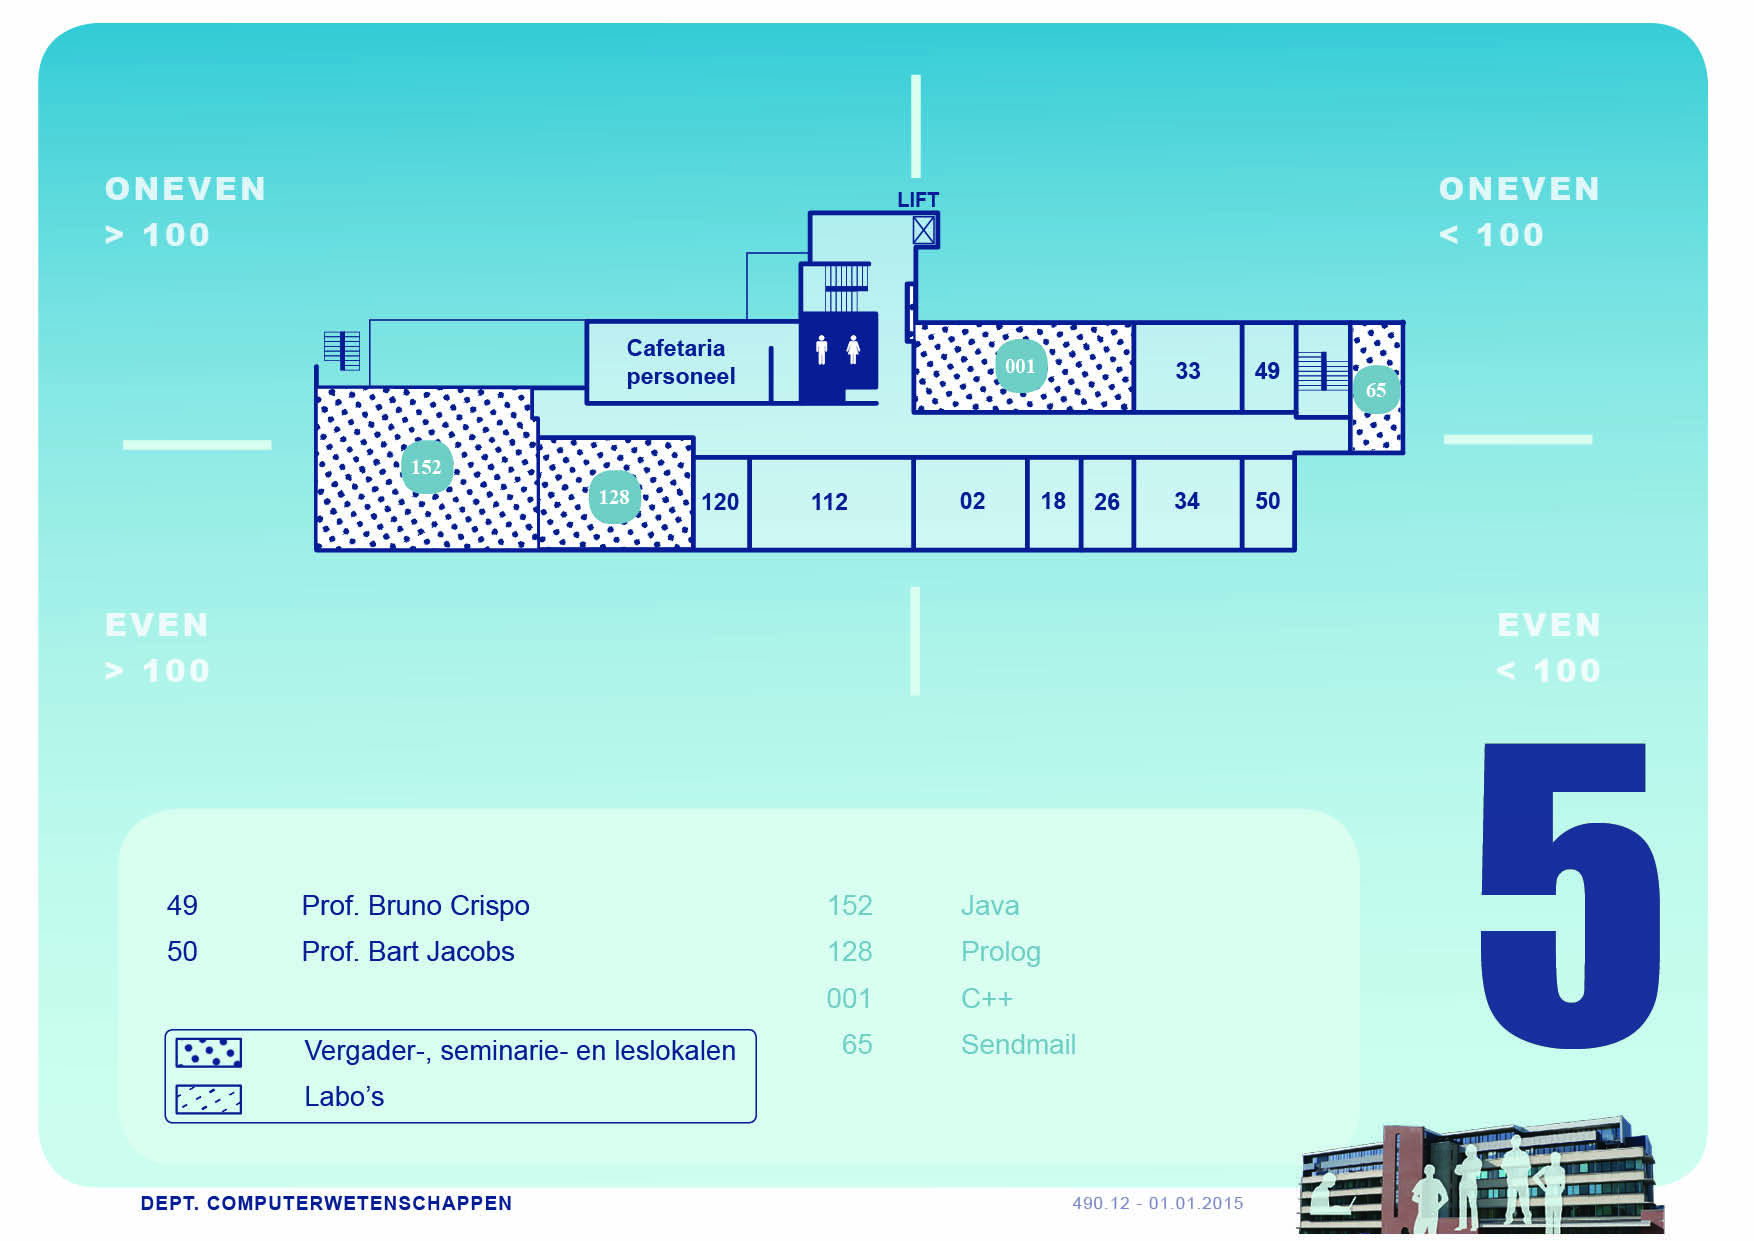 LIFT
ONEVEN
> 100
ONEVEN
< 100
Cafetaria
personeel
001
33
49
65
152
128
120
112
02
18
26
34
50
EVEN
> 100
EVEN
< 100
5
49 Prof. Bruno Crispo
50 Prof. Bart Jacobs
Vergader-, seminarie- en leslokalen
Labo’s
152 Java
128 Prolog
001 C++
65 Sendmail
DEPT. COMPUTERWETENSCHAPPEN
490.12 - 01.01.2015